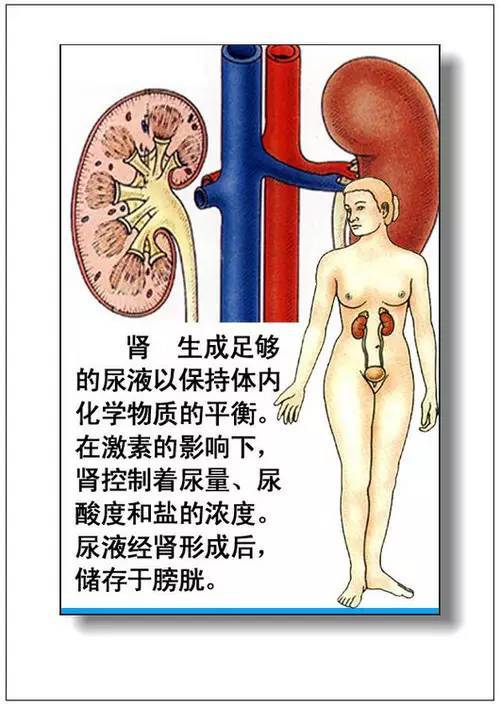 肾 生成足够
的尿液以保持体内
化学物质的平衡。
在激素的影响下，
肾控制着尿量、尿
酸度和盐的浓度。
尿液经肾形成后，
储存于膀胱。